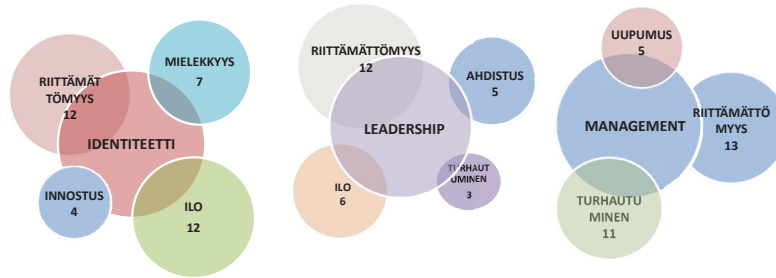 RIITTÄMÄT
TÖMYYS
12
MIELEKKYYS
7
IDENTITEETTI
INNOSTUS
4
ILO
12
RIITTÄMÄTTÖMYYS
12
AHDISTUS
5
LEADERSHIP
ILO
6
TURHAUT
UMINEN
3
UUPUMUS
5
MANAGEMENT
RIITTÄMÄTTÖ
MYYS
13
TURHAUTU
MINEN
11